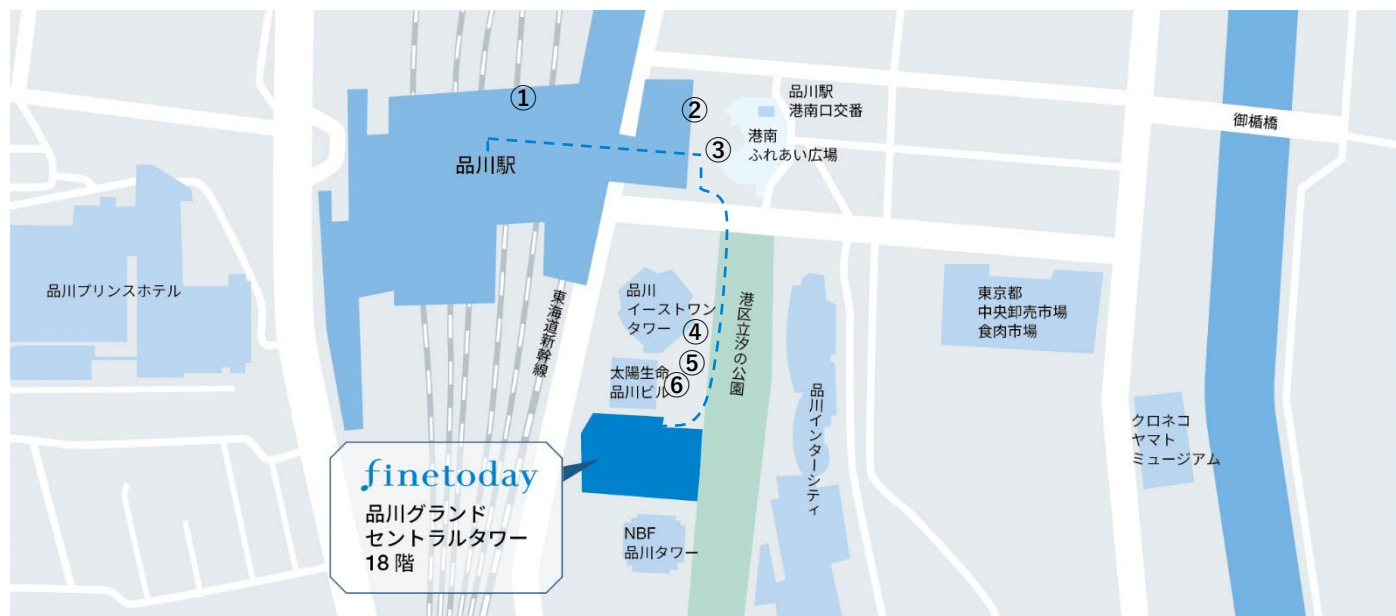 ①
②
品川駅
港南口交番
御楯橋
③
港南
ふれあい広場
品川駅
品川プリンスホテル
東海道新幹線
品川
イーストワン
タワー
④
港区立汐の公園
東京都
中央卸売市場
食肉市場
⑤
太陽生命
品川ビル
⑥
品川インターシティ
クロネコ
ヤマト
ミュージアム
finetoday
品川グランド
セントラルタワー
18 階
NBF
品川タワー